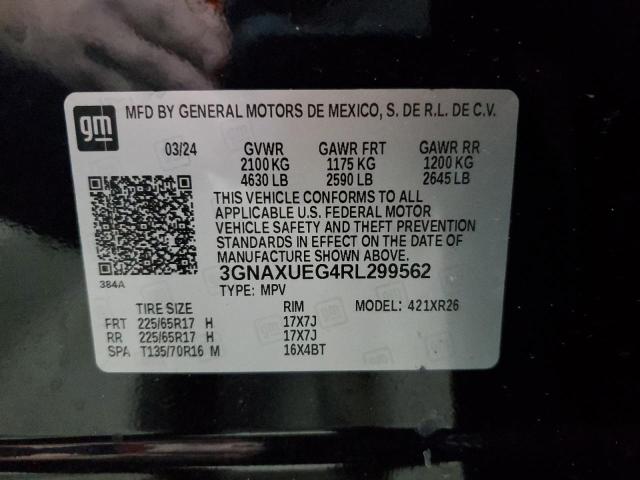 gm
MFD BY GENERAL MOTORS DE MEXICO, S. DE R.L. DE C.V.
03/24 GVWR GAWR FRT GAWR RR
2100 KG 1175 KG 1200 KG
4630 LB 2590 LB 2645 LB
THIS VEHICLE CONFORMS TO ALL
APPLICABLE U.S. FEDERAL MOTOR
VEHICLE SAFETY AND THEFT PREVENTION
STANDARDS IN EFFECT ON THE DATE OF
MANUFACTURE SHOWN ABOVE.
3GNAXUEG4RL299562
384A
TYPE: MPV
TIRE SIZE RIM MODEL: 421XR26
FRT 225/65R17 H 17X7J
RR 225/65R17 H 17X7J
SPA T135/70R16 M 16X4BT